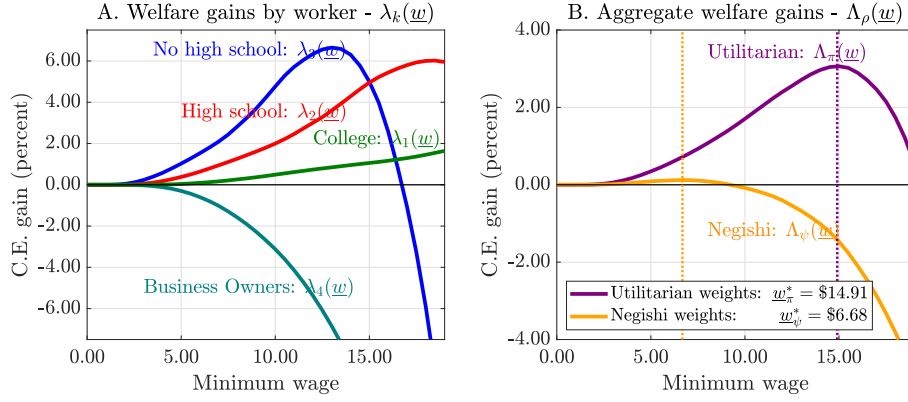 A. Welfare gains by worker - λₖ(w̲)
C.E. gain (percent)
6.00
4.00
2.00
0.00
-2.00
-4.00
-6.00
No high school: λ₃(w̲)
High school: λ₂(w̲)
College: λ₁(w̲)
Business Owners: λ₄(w̲)
0.00 5.00 10.00 15.00
Minimum wage
B. Aggregate welfare gains - Λᵨ(w̲)
C.E. gain (percent)
4.00
2.00
0.00
-2.00
-4.00
Utilitarian: Λ_π(w̲)
Negishi: Λ_ψ(w̲)
Utilitarian weights: w̲*_π = $14.91
Negishi weights: w̲*_ψ = $6.68
0.00 5.00 10.00 15.00
Minimum wage